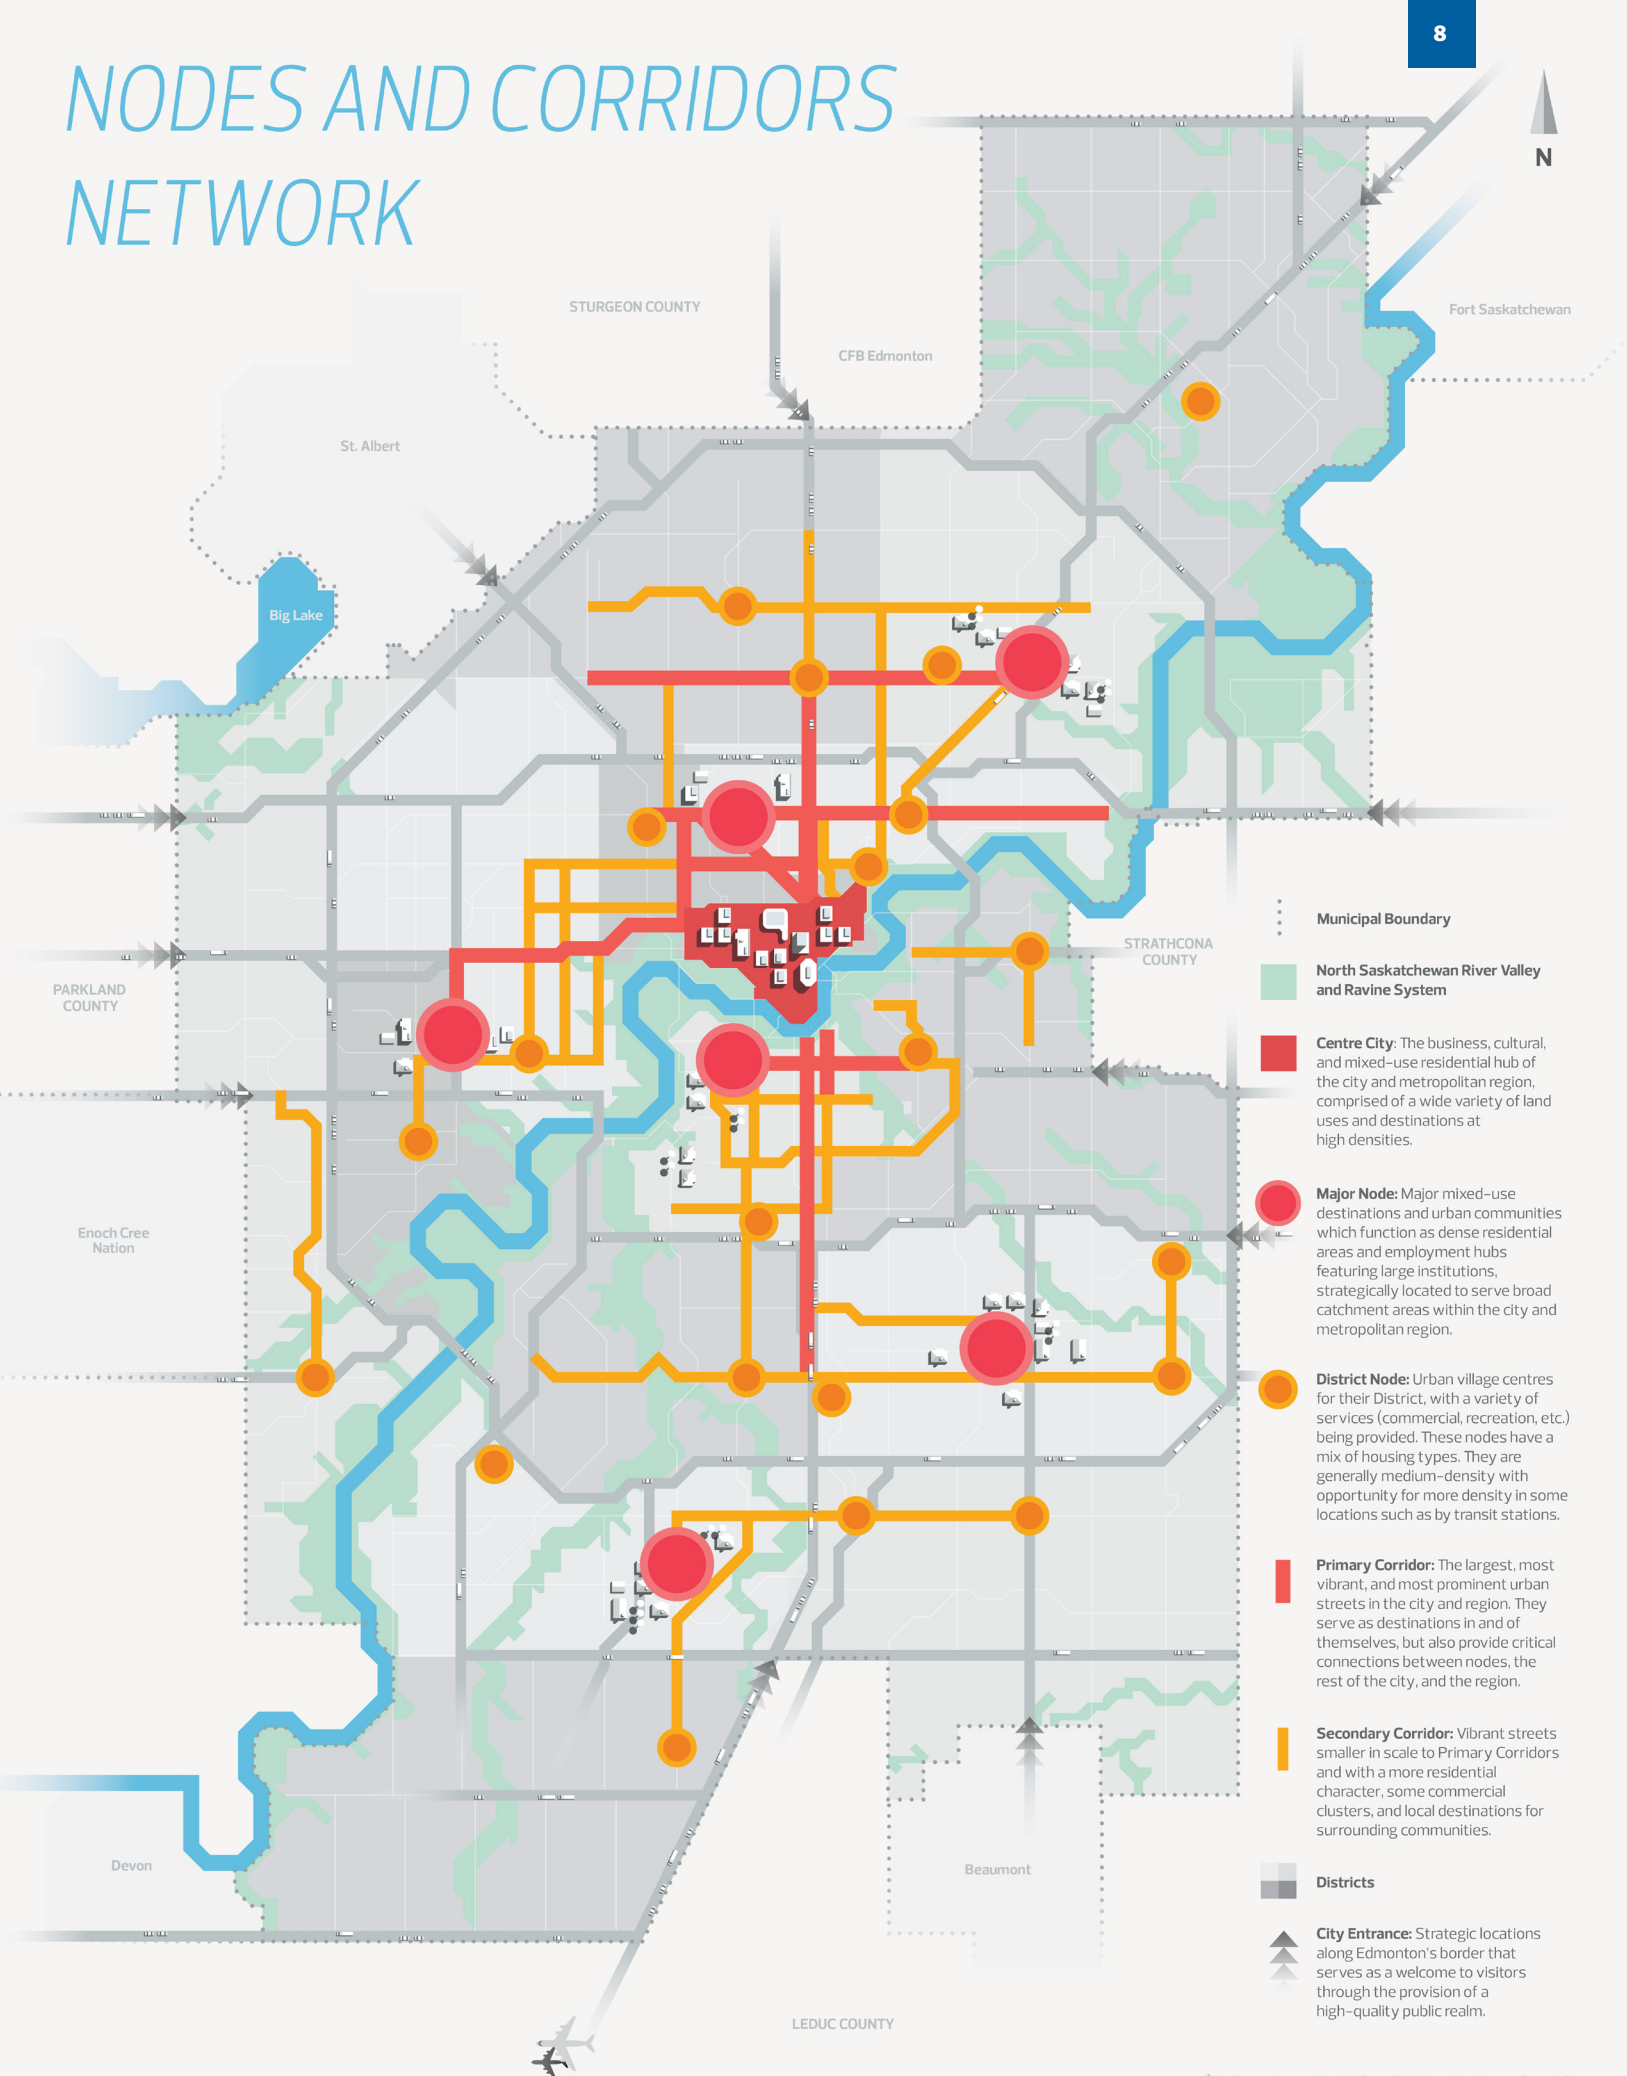 8
NODES AND CORRIDORS
NETWORK
N
STURGEON COUNTY
Fort Saskatchewan
CFB Edmonton
St. Albert
Big Lake
STRATHCONA
COUNTY
PARKLAND
COUNTY
Enoch Cree
Nation
Devon
Beaumont
LEDUC COUNTY
Municipal Boundary
North Saskatchewan River Valley
and Ravine System
Centre City: The business, cultural,
and mixed-use residential hub of
the city and metropolitan region,
comprised of a wide variety of land
uses and destinations at
high densities.
Major Node: Major mixed-use
destinations and urban communities
which function as dense residential
areas and employment hubs
featuring large institutions,
strategically located to serve broad
catchment areas within the city and
metropolitan region.
District Node: Urban village centres
for their District, with a variety of
services (commercial, recreation, etc.)
being provided. These nodes have a
mix of housing types. They are
generally medium-density with
opportunity for more density in some
locations such as by transit stations.
Primary Corridor: The largest, most
vibrant, and most prominent urban
streets in the city and region. They
serve as destinations in and of
themselves, but also provide critical
connections between nodes, the
rest of the city, and the region.
Secondary Corridor: Vibrant streets
smaller in scale to Primary Corridors
and with a more residential
character, some commercial
clusters, and local destinations for
surrounding communities.
Districts
City Entrance: Strategic locations
along Edmonton's border that
serves as a welcome to visitors
through the provision of a
high-quality public realm.